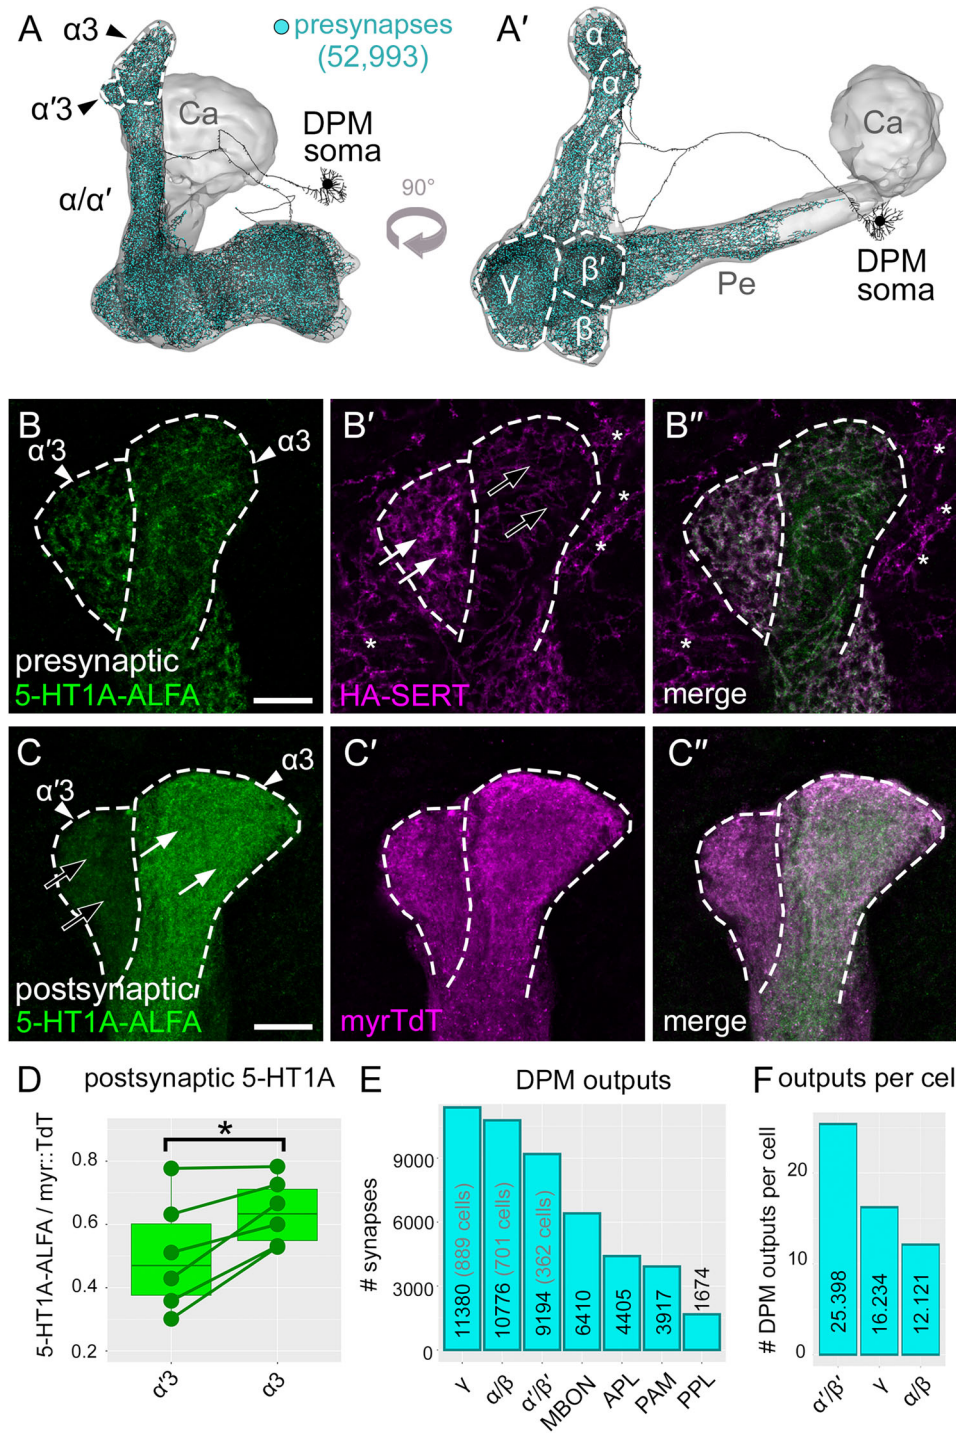 A
α3
presynapses
(52,993)
A′
α
α′
α′3
Ca
DPM
soma
α/α′
90°
Ca
γ
β′
β
Pe
DPM
soma
B
α′3
α3
presynaptic
5-HT1A-ALFA
B′
*
*
*
*
HA-SERT
B″
*
*
*
*
merge
C
α′3
α3
postsynaptic
5-HT1A-ALFA
C′
myrTdT
C″
merge
D
postsynaptic 5-HT1A
*
5-HT1A-ALFA / myr::TdT
0.8
0.6
0.4
0.2
α′3
α3
E
DPM outputs
# synapses
9000
6000
3000
0
11380 (889 cells)
10776 (701 cells)
9194 (362 cells)
6410
4405
3917
1674
γ
α/β
α′/β′
MBON
APL
PAM
PPL
F
outputs per cel
# DPM outputs per cell
20
10
0
25.398
16.234
12.121
α′/β′
γ
α/β